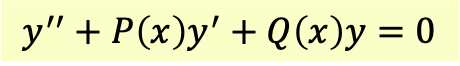 y'' + P(x)y' + Q(x)y = 0